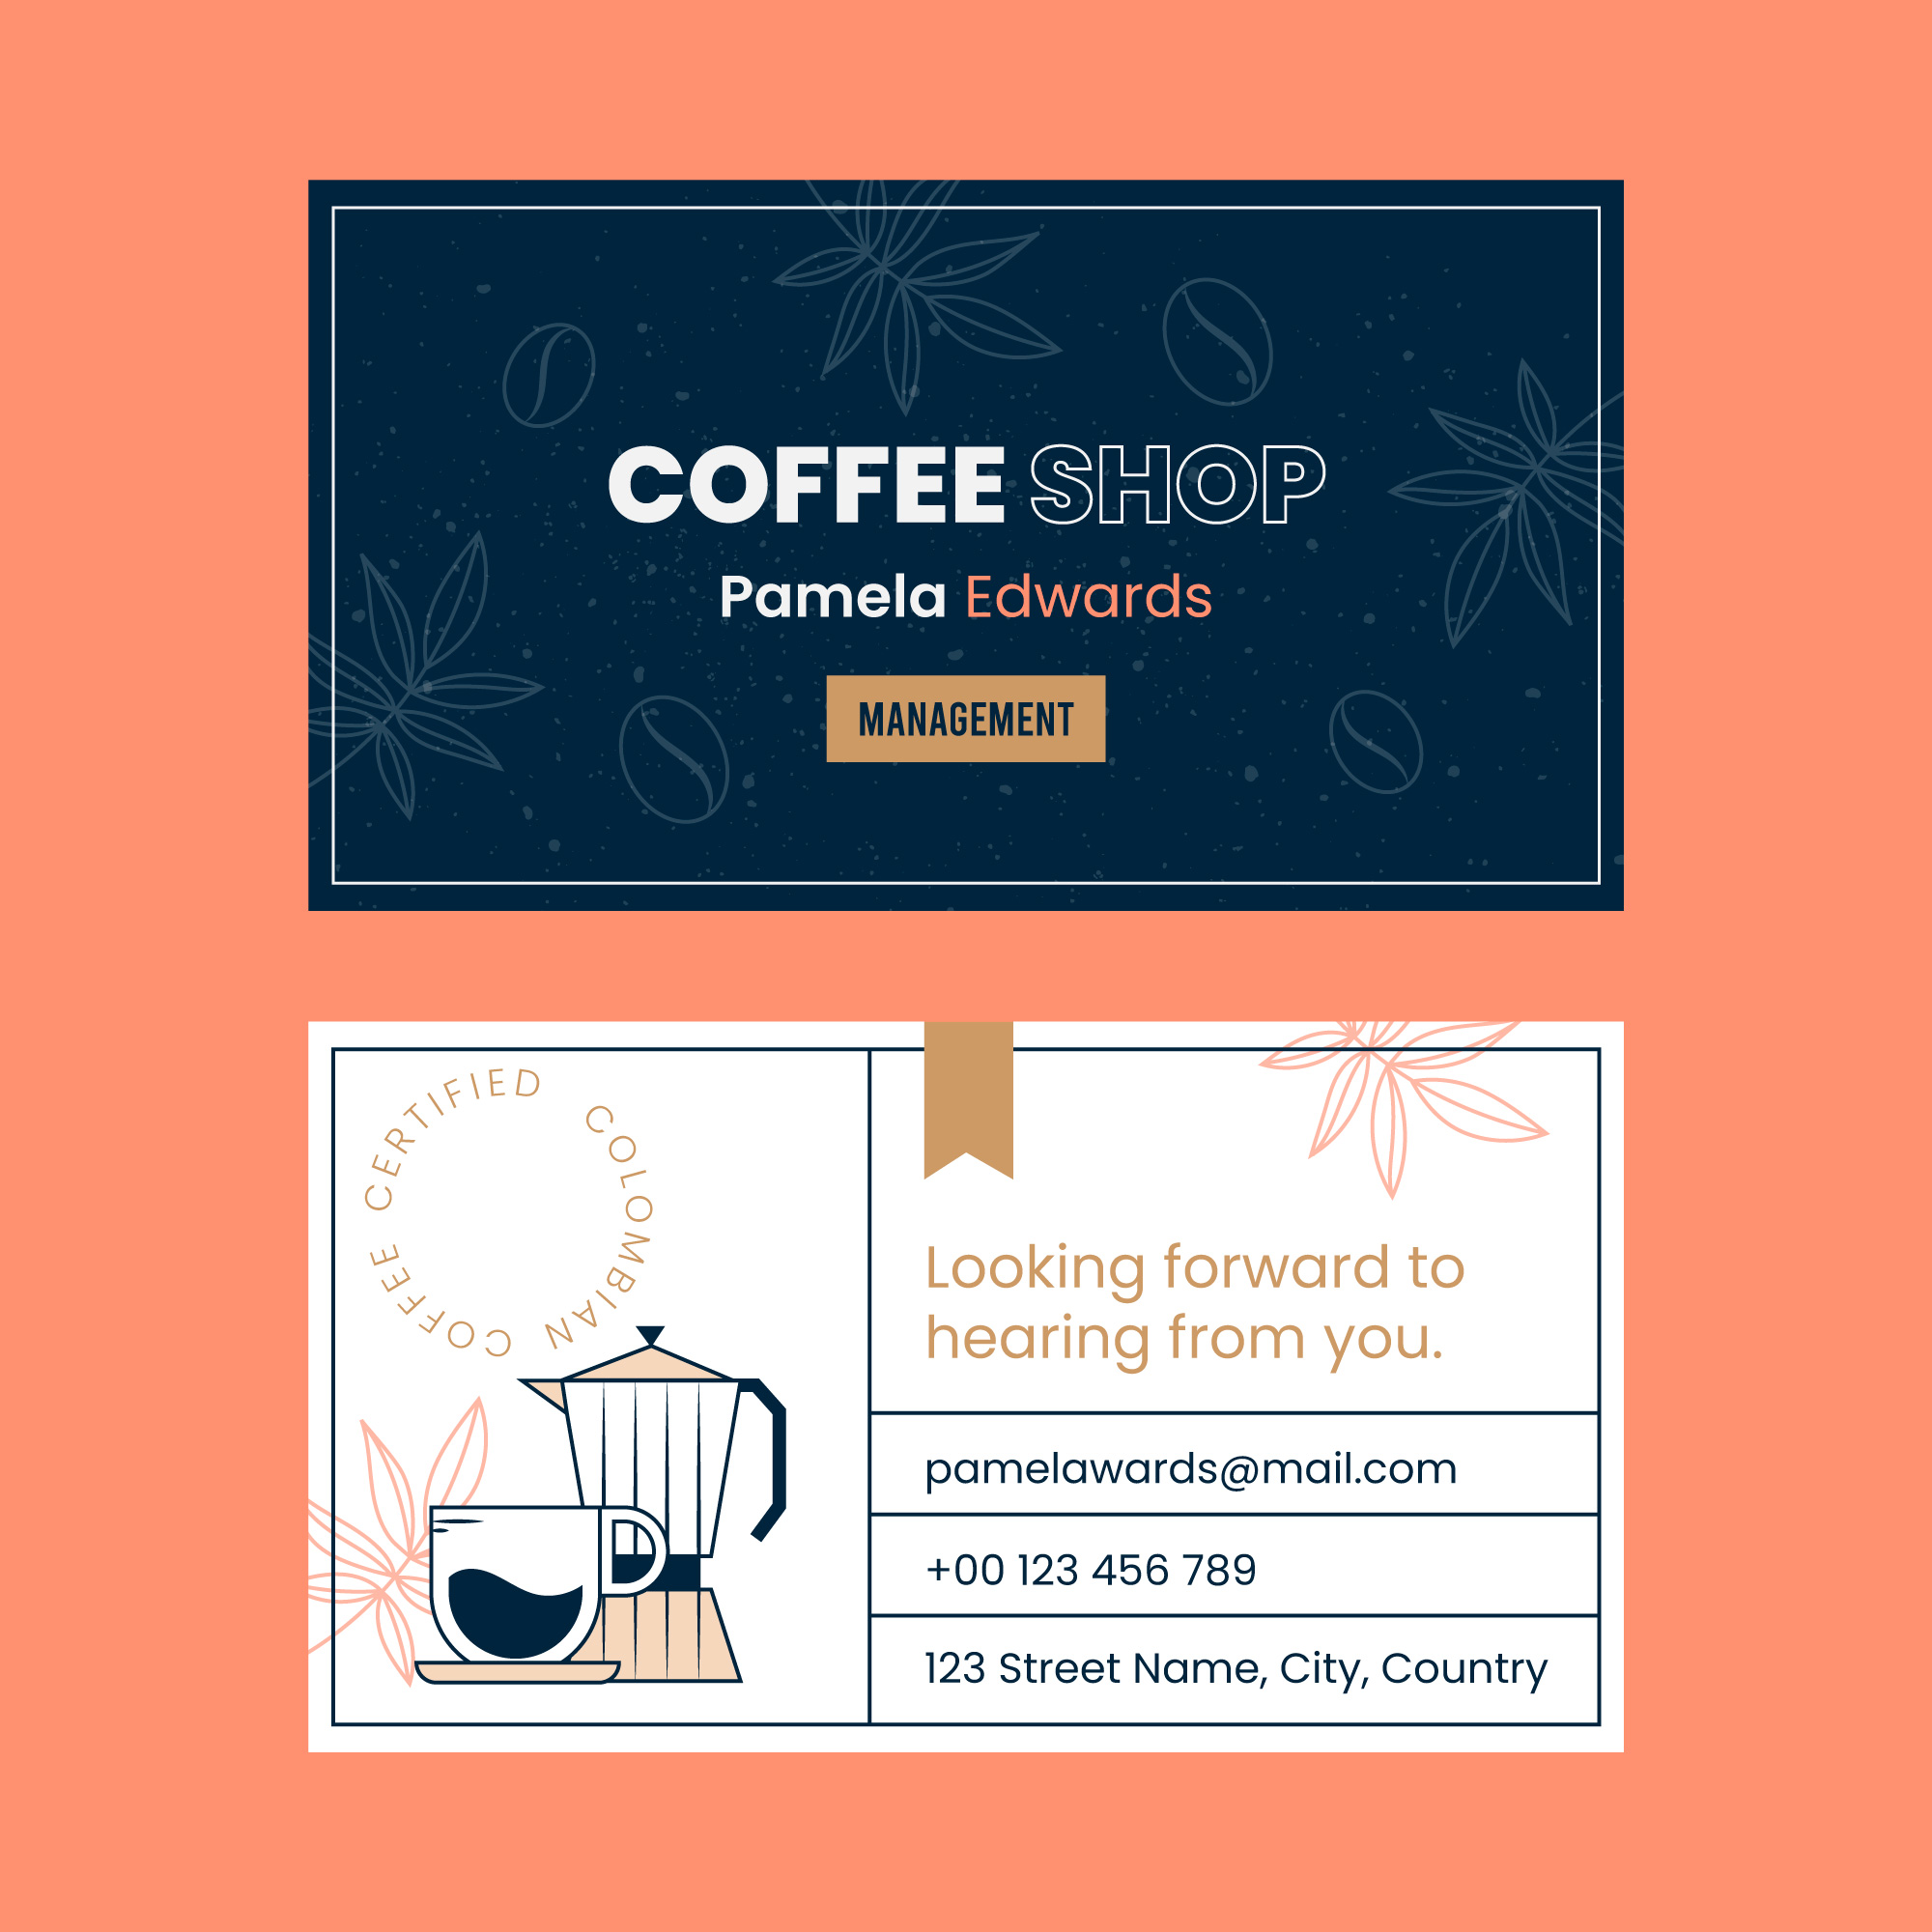 COFFEE SHOP
Pamela Edwards
MANAGEMENT
CERTIFIED COLOMBIAN COFFEE
Looking forward to
hearing from you.
pamelawards@mail.com
+00 123 456 789
123 Street Name, City, Country